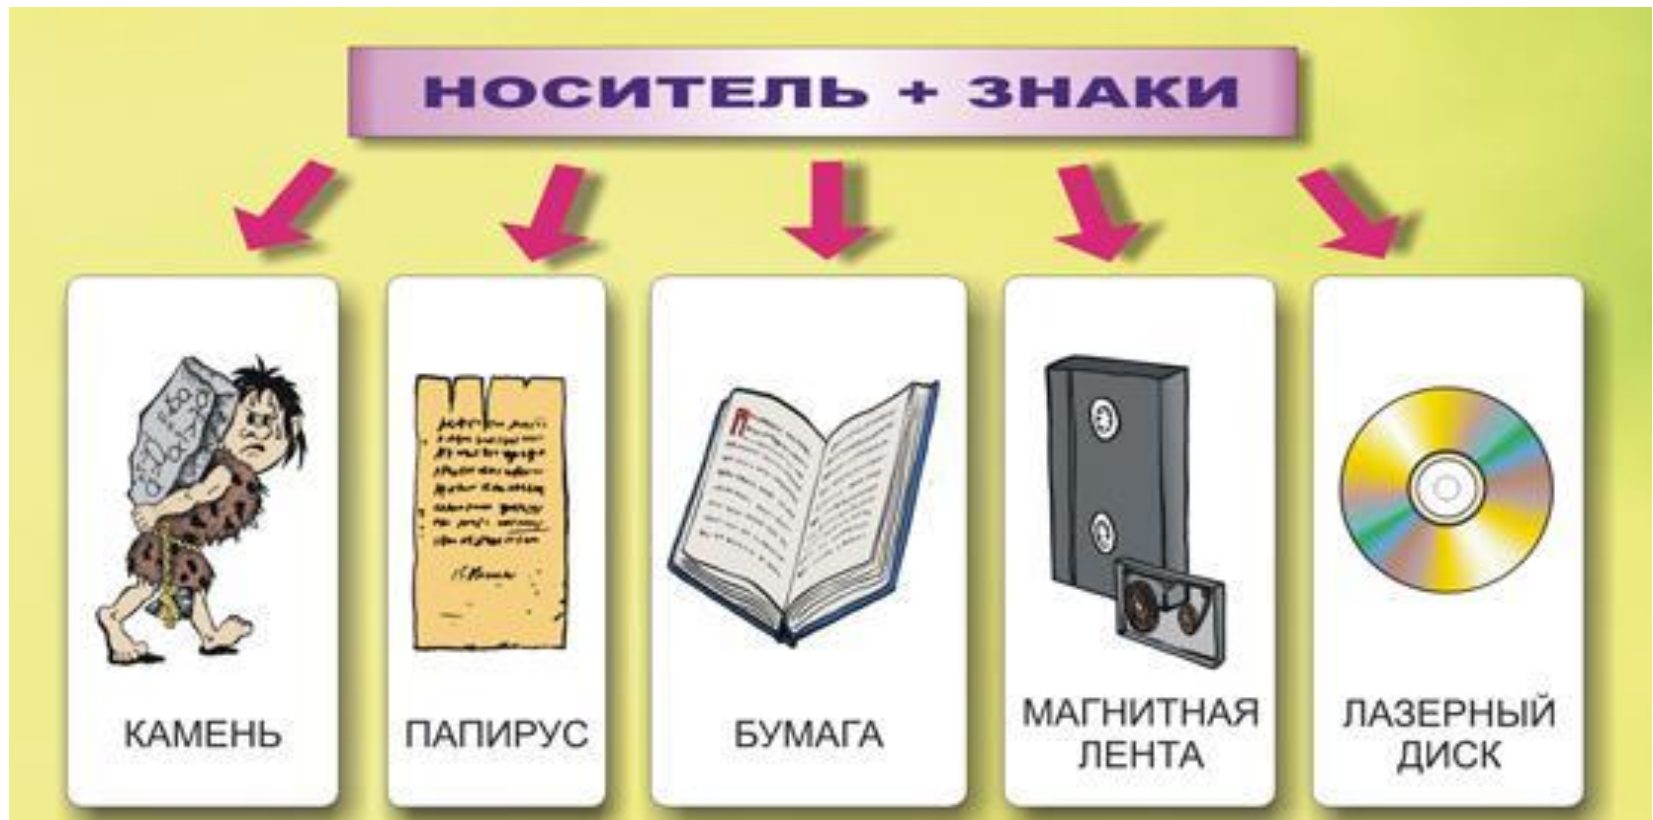 НОСИТЕЛЬ + ЗНАКИ
КАМЕНЬ
ПАПИРУС
БУМАГА
МАГНИТНАЯ
ЛЕНТА
ЛАЗЕРНЫЙ
ДИСК